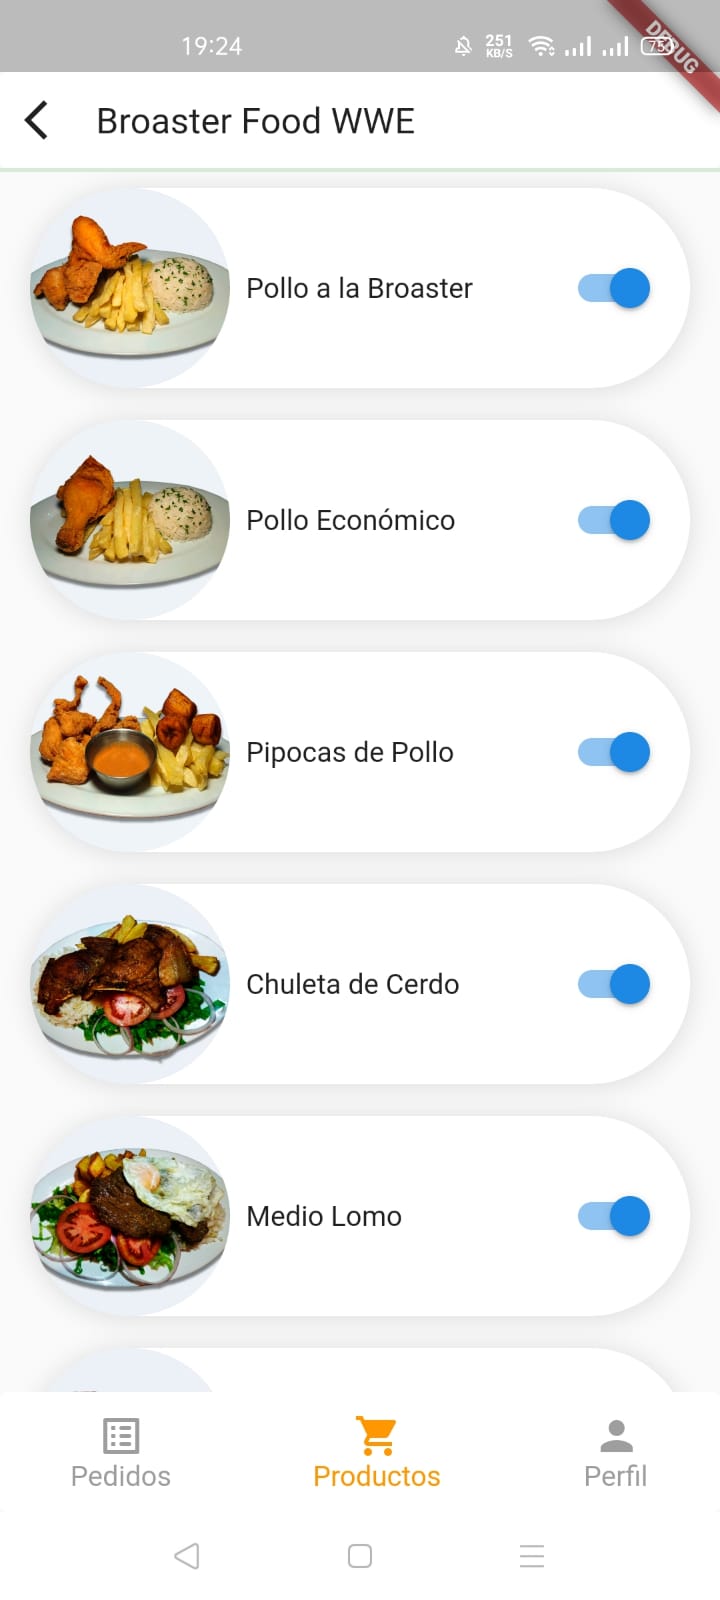 19:24
251
KB/S
75
DEBUG
Broaster Food WWE
Pollo a la Broaster
Pollo Económico
Pipocas de Pollo
Chuleta de Cerdo
Medio Lomo
Pedidos
Productos
Perfil